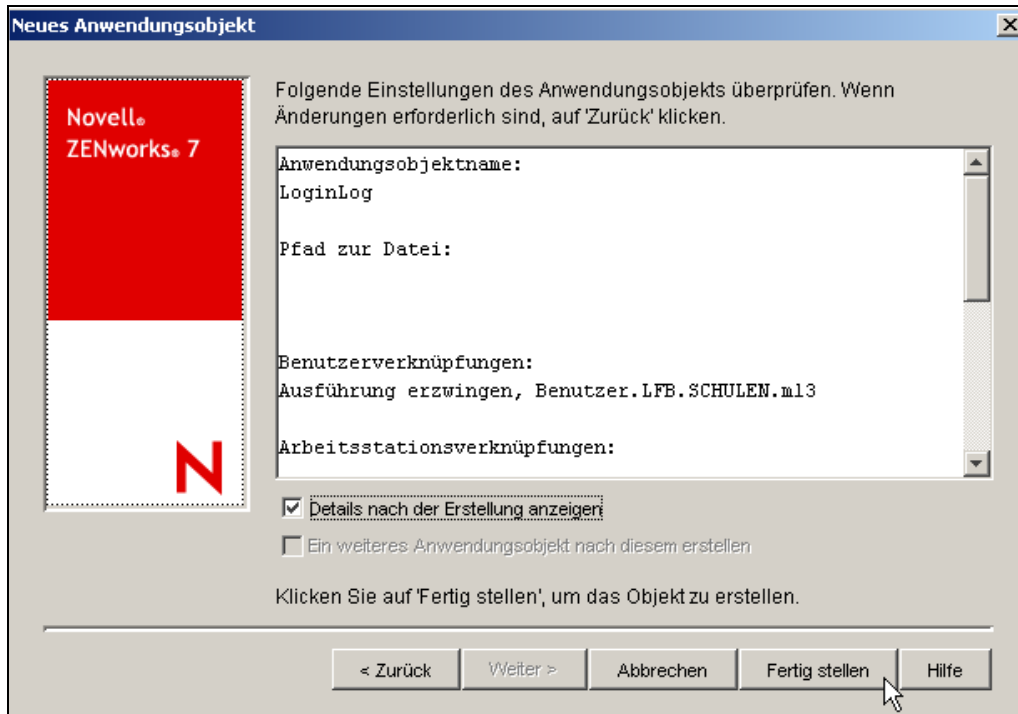 Neues Anwendungsobjekt
Novell®
ZENworks® 7
Folgende Einstellungen des Anwendungsobjekts überprüfen. Wenn
Änderungen erforderlich sind, auf 'Zurück' klicken.
Anwendungsobjektname:
LoginLog
Pfad zur Datei:
Benutzerverknüpfungen:
Ausführung erzwingen, Benutzer.LFB.SCHULEN.ml3
Arbeitsstationsverknüpfungen:
N
Details nach der Erstellung anzeigen
Ein weiteres Anwendungsobjekt nach diesem erstellen
Klicken Sie auf 'Fertig stellen', um das Objekt zu erstellen.
< Zurück Weiter > Abbrechen Fertig stellen Hilfe